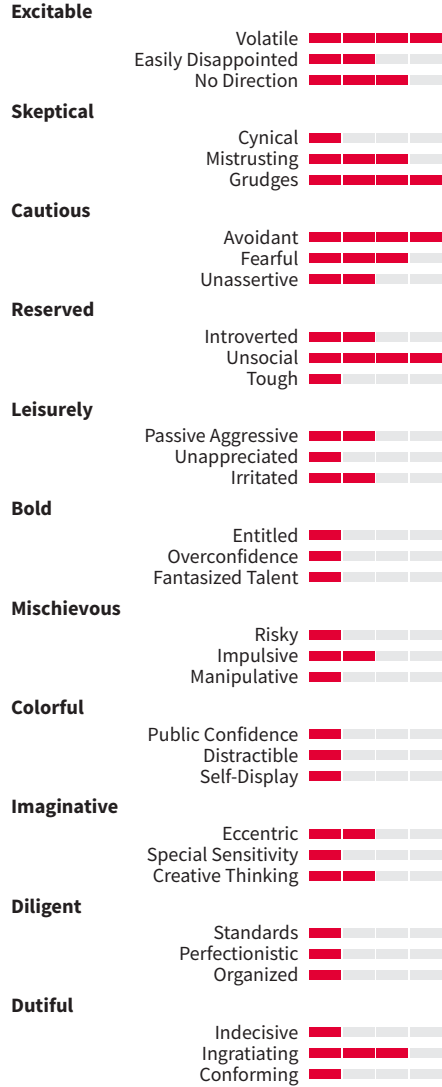 Excitable
Volatile
Easily Disappointed
No Direction
Skeptical
Cynical
Mistrusting
Grudges
Cautious
Avoidant
Fearful
Unassertive
Reserved
Introverted
Unsocial
Tough
Leisurely
Passive Aggressive
Unappreciated
Irritated
Bold
Entitled
Overconfidence
Fantasized Talent
Mischievous
Risky
Impulsive
Manipulative
Colorful
Public Confidence
Distractible
Self-Display
Imaginative
Eccentric
Special Sensitivity
Creative Thinking
Diligent
Standards
Perfectionistic
Organized
Dutiful
Indecisive
Ingratiating
Conforming